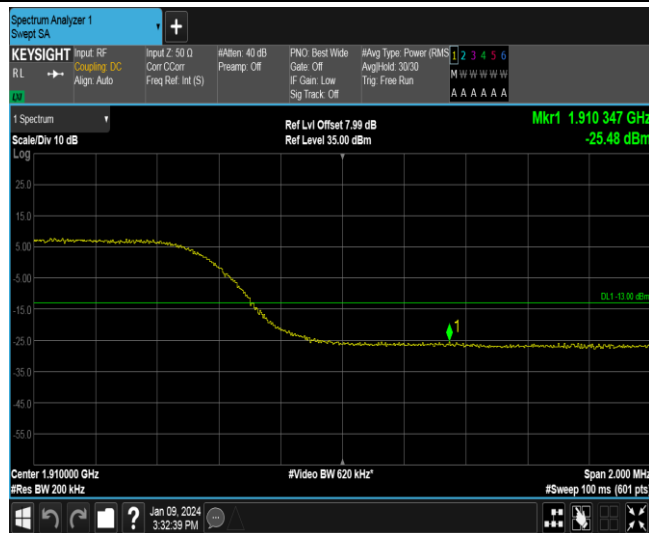 Spectrum Analyzer 1
Swept SA
+
KEYSIGHT
RL
Input: RF
Coupling: DC
Align: Auto
Input Z: 50 Ω
Corr CCorr
Freq Ref: Int (S)
#Atten: 40 dB
Preamp: Off
PNO: Best Wide
Gate: Off
IF Gain: Low
Sig Track: Off
#Avg Type: Power (RMS
Avg|Hold: 30/30
Trig: Free Run
1 2 3 4 5 6
M W W W W W
A A A A A A
1 Spectrum
Scale/Div 10 dB
Log
Ref Lvl Offset 7.99 dB
Ref Level 35.00 dBm
Mkr1 1.910 347 GHz
-25.48 dBm
25.0
15.0
5.00
-5.00
DL1 -13.00 dBm
-15.0
1
-25.0
-35.0
-45.0
-55.0
Center 1.910000 GHz
#Video BW 620 kHz*
Span 2.000 MHz
#Res BW 200 kHz
#Sweep 100 ms (601 pts)
?
Jan 09, 2024
3:32:39 PM